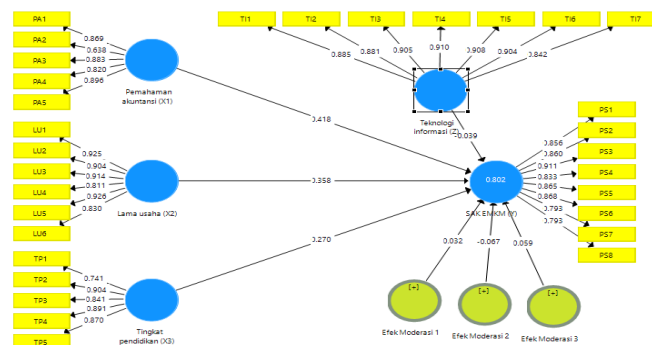 PA1
PA2
PA3
PA4
PA5
0.869
0.638
0.883
0.820
0.896
Pemahaman
akuntansi (X1)
TI1
TI2
TI3
TI4
TI5
TI6
TI7
0.885
0.881
0.905
0.910
0.908
0.904
0.842
Teknologi
informasi (Z)
-0.039
0.418
LU1
LU2
LU3
LU4
LU5
LU6
0.925
0.904
0.914
0.811
0.926
0.830
Lama usaha (X2)
0.358
0.802
SAK EMKM (Y)
PS1
PS2
PS3
PS4
PS5
PS6
PS7
PS8
0.856
0.860
0.911
0.833
0.865
0.868
0.793
0.793
TP1
TP2
TP3
TP4
TP5
0.741
0.904
0.841
0.891
0.870
Tingkat
pendidikan (X3)
0.270
0.032
-0.067
0.059
[+]
[+]
[+]
Efek Moderasi 1
Efek Moderasi 2
Efek Moderasi 3